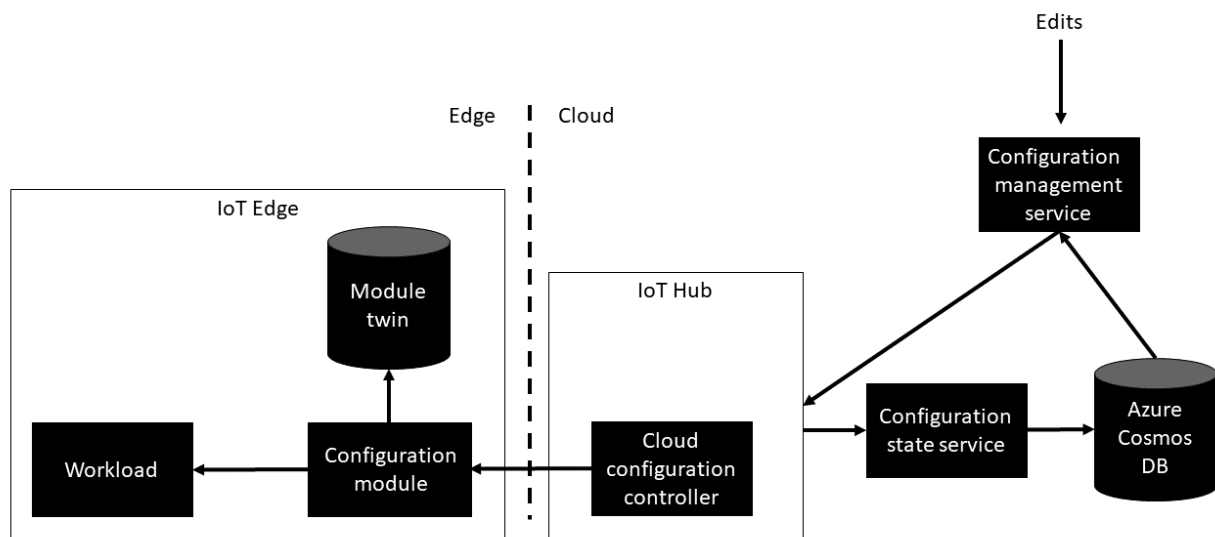 Edits
Edge
Cloud
Configuration
management
service
IoT Edge
Module
twin
IoT Hub
Workload
Configuration
module
Cloud
configuration
controller
Configuration
state service
Azure
Cosmos
DB